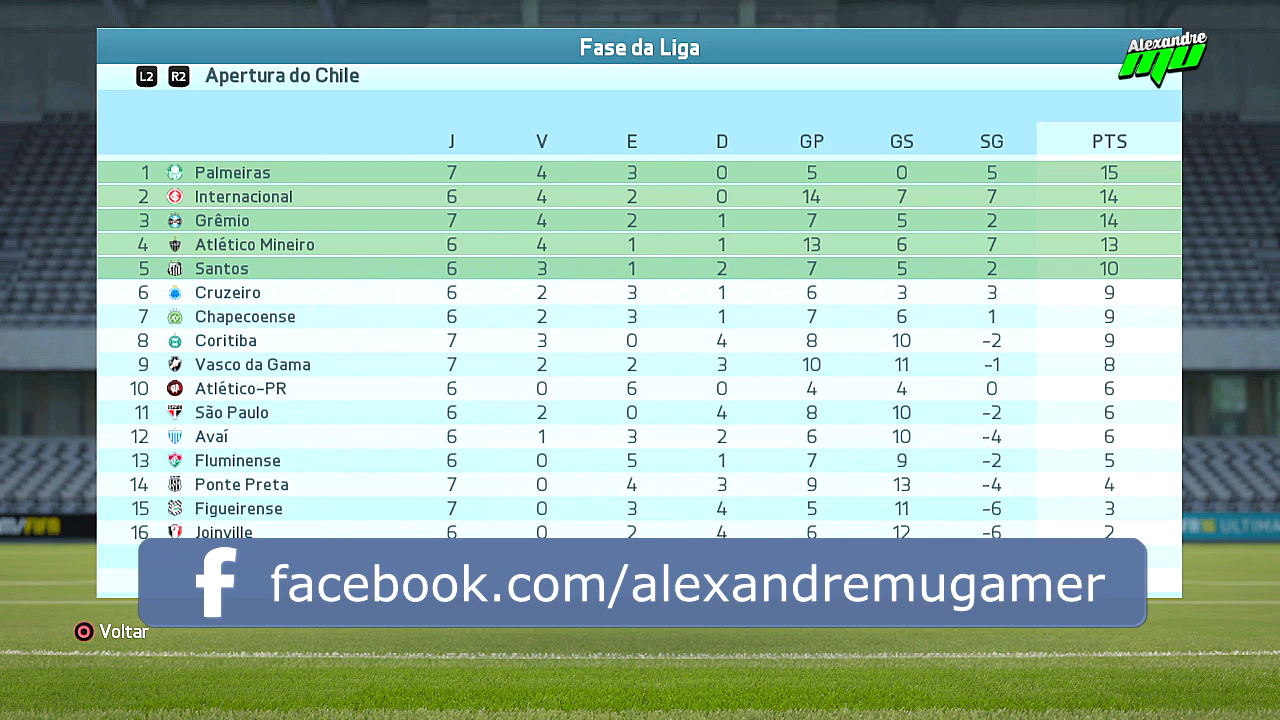 Fase da Liga
Alexandre
MU
L2 R2 Apertura do Chile
J V E D GP GS SG PTS
1 Palmeiras 7 4 3 0 5 0 5 15
2 Internacional 6 4 2 0 14 7 7 14
3 Grêmio 7 4 2 1 7 5 2 14
4 Atlético Mineiro 6 4 1 1 13 6 7 13
5 Santos 6 3 1 2 7 5 2 10
6 Cruzeiro 6 2 3 1 6 3 3 9
7 Chapecoense 6 2 3 1 7 6 1 9
8 Coritiba 7 3 0 4 8 10 -2 9
9 Vasco da Gama 7 2 2 3 10 11 -1 8
10 Atlético-PR 6 0 6 0 4 4 0 6
11 São Paulo 6 2 0 4 8 10 -2 6
12 Avaí 6 1 3 2 6 10 -4 6
13 Fluminense 6 0 5 1 7 9 -2 5
14 Ponte Preta 7 0 4 3 9 13 -4 4
15 Figueirense 7 0 3 4 5 11 -6 3
16 Joinville 6 0 2 4 6 12 -6 2
facebook.com/alexandremugamer
Voltar